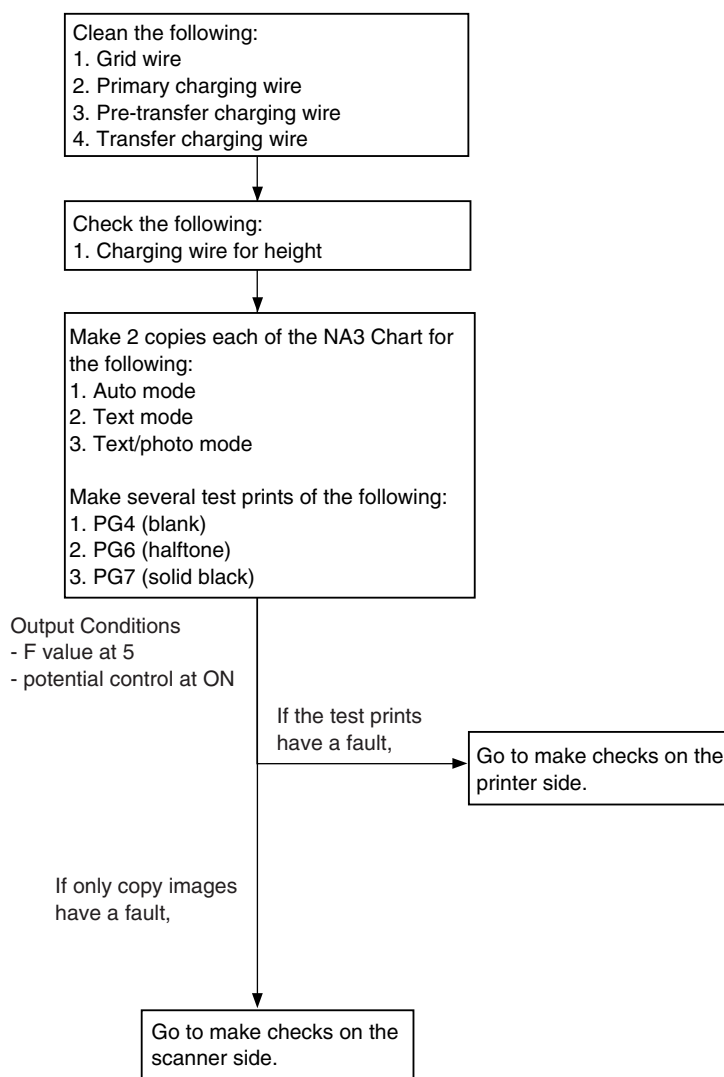 Clean the following:
1. Grid wire
2. Primary charging wire
3. Pre-transfer charging wire
4. Transfer charging wire
Check the following:
1. Charging wire for height
Make 2 copies each of the NA3 Chart for
the following:
1. Auto mode
2. Text mode
3. Text/photo mode
Make several test prints of the following:
1. PG4 (blank)
2. PG6 (halftone)
3. PG7 (solid black)
Output Conditions
- F value at 5
- potential control at ON
If the test prints
have a fault,
Go to make checks on the
printer side.
If only copy images
have a fault,
Go to make checks on the
scanner side.